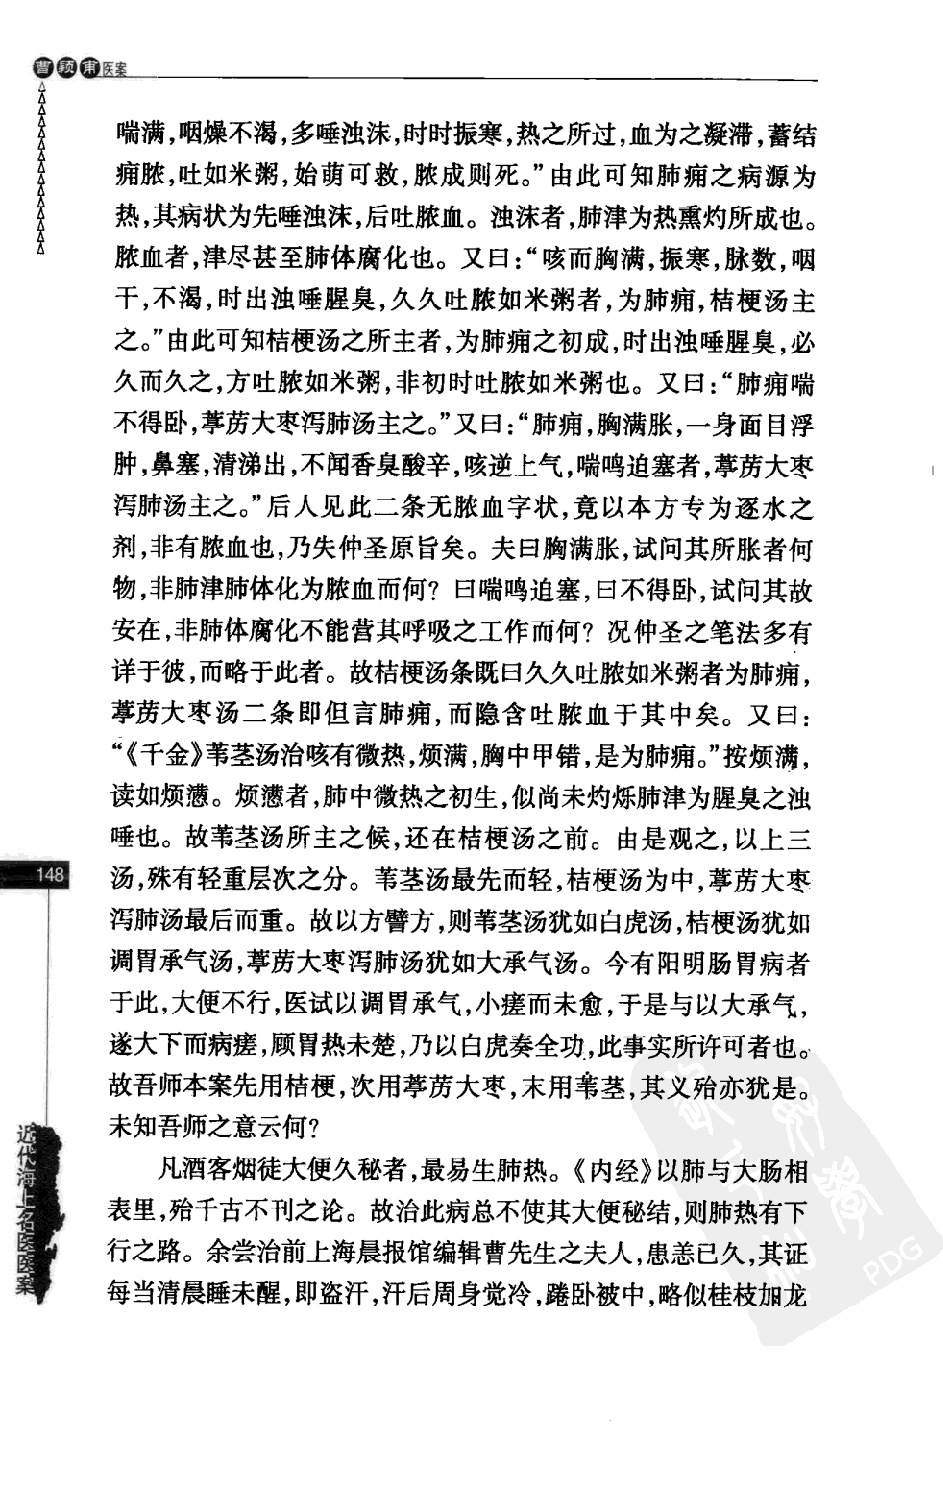 曹颖甫医案
喘满,咽燥不渴,多唾浊沫,时时振寒,热之所过,血为之凝滞,蓄结
痈脓,吐如米粥,始萌可救,脓成则死。”由此可知肺痈之病源为
热,其病状为先唾浊沫,后吐脓血。浊沫者,肺津为热熏灼所成也。
脓血者,津尽甚至肺体腐化也。又曰:“咳而胸满,振寒,脉数,咽
干,不渴,时出浊唾腥臭,久久吐脓如米粥者,为肺痈,桔梗汤主
之。”由此可知桔梗汤之所主者,为肺痈之初成,时出浊唾腥臭,必
久而久之,方吐脓如米粥,非初时吐脓如米粥也。又曰:“肺痈喘
不得卧,葶苈大枣泻肺汤主之。”又曰:“肺痈,胸满胀,一身面目浮
肿,鼻塞,清涕出,不闻香臭酸辛,咳逆上气,喘鸣迫塞者,葶苈大枣
泻肺汤主之。”后人见此二条无脓血字状,竟以本方专为逐水之
剂,非有脓血也,乃失仲圣原旨矣。夫曰胸满胀,试问其所胀者何
物,非肺津肺体化为脓血而何?曰喘鸣迫塞,曰不得卧,试问其故
安在,非肺体腐化不能营其呼吸之工作而何?况仲圣之笔法多有
详于彼,而略于此者。故桔梗汤条既曰久久吐脓如米粥者为肺痈,
葶苈大枣汤二条即但言肺痈,而隐含吐脓血于其中矣。又曰:
“《千金》苇茎汤治咳有微热,烦满,胸中甲错,是为肺痈。”按烦满,
读如烦懑。烦懑者,肺中微热之初生,似尚未灼烁肺津为腥臭之浊
唾也。故苇茎汤所主之候,还在桔梗汤之前。由是观之,以上三
汤,殊有轻重层次之分。苇茎汤最先而轻,桔梗汤为中,葶苈大枣
泻肺汤最后而重。故以方譬方,则苇茎汤犹如白虎汤,桔梗汤犹如
调胃承气汤,葶苈大枣泻肺汤犹如大承气汤。今有阳明肠胃病者
于此,大便不行,医试以调胃承气,小瘥而未愈,于是与以大承气,
遂大下而病瘥,顾胃热未楚,乃以白虎奏全功,此事实所许可者也。
故吾师本案先用桔梗,次用葶苈大枣,末用苇茎,其义殆亦犹是。
未知吾师之意云何?
凡酒客烟徒大便久秘者,最易生肺热。《内经》以肺与大肠相
表里,殆千古不刊之论。故治此病总不使其大便秘结,则肺热有下
行之路。余尝治前上海晨报馆编辑曹先生之夫人,患恙已久,其证
每当清晨睡未醒,即盗汗,汗后周身觉冷,踡卧被中,略似桂枝加龙
148
近代海上名医医案
PDG